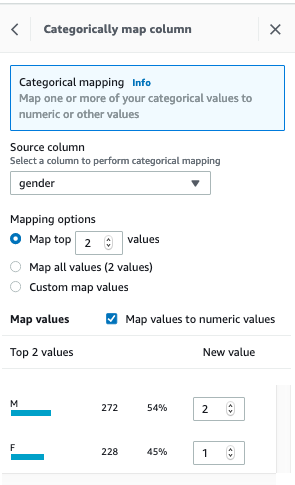 Categorically map column
Categorical mapping Info
Map one or more of your categorical values to
numeric or other values
Source column
Select a column to perform categorical mapping
gender
Mapping options
Map top 2 values
Map all values (2 values)
Custom map values
Map values Map values to numeric values
Top 2 values New value
M 272 54% 2
F 228 45% 1